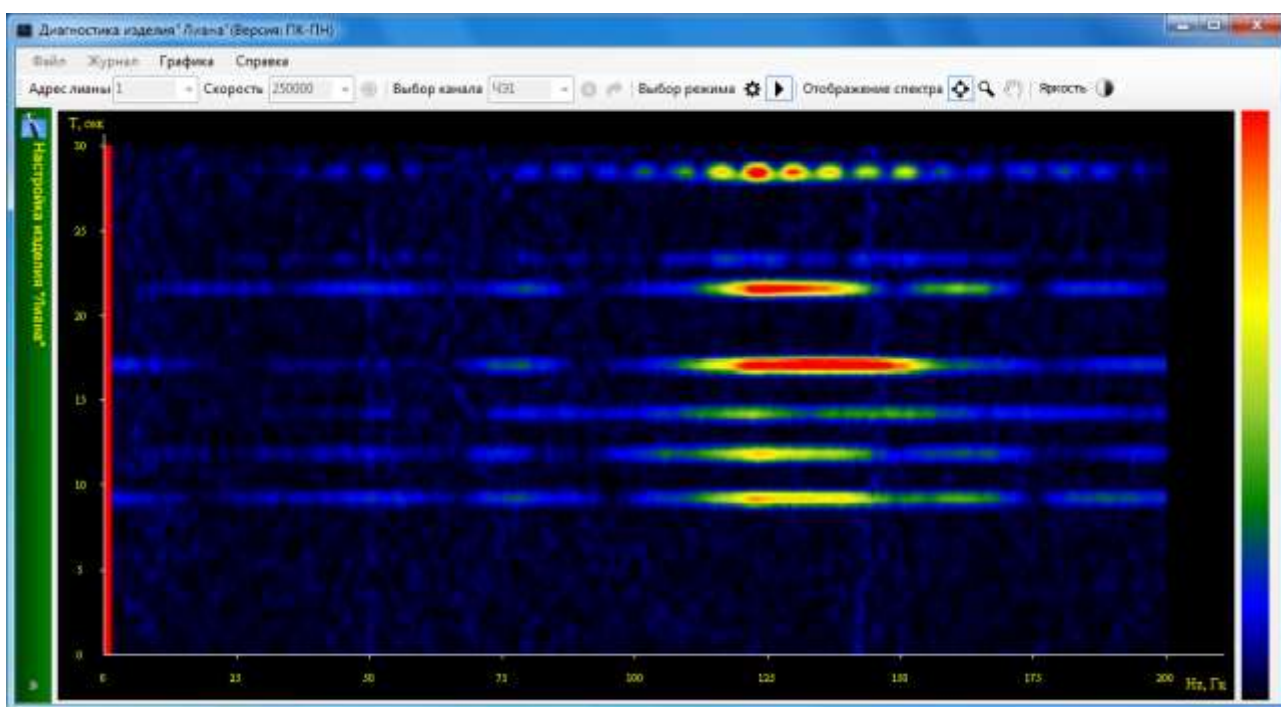 Диагностика изделия"Лиана"(Версия: ПК-ПН)
Файл Журнал Графика Справка
Адрес лианы 1 Скорость 250000 Выбор канала ЧЭ1 Выбор режима Отображение спектра Яркость
Настройка изделия "Лиана"
T, сек
30
25
20
15
10
5
0
0 25 50 75 100 125 150 175 200 Hz, Гц